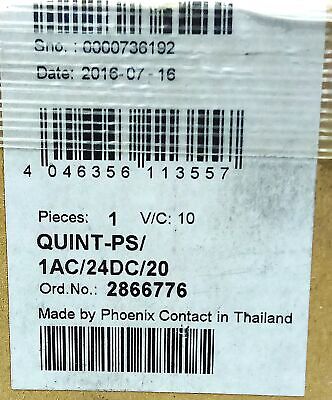 Sno.: 0000736192
Date: 2016-07-16
4 046356 113557
Pieces: 1 V/C: 10
QUINT-PS/
1AC/24DC/20
Ord.No.: 2866776
Made by Phoenix Contact in Thailand